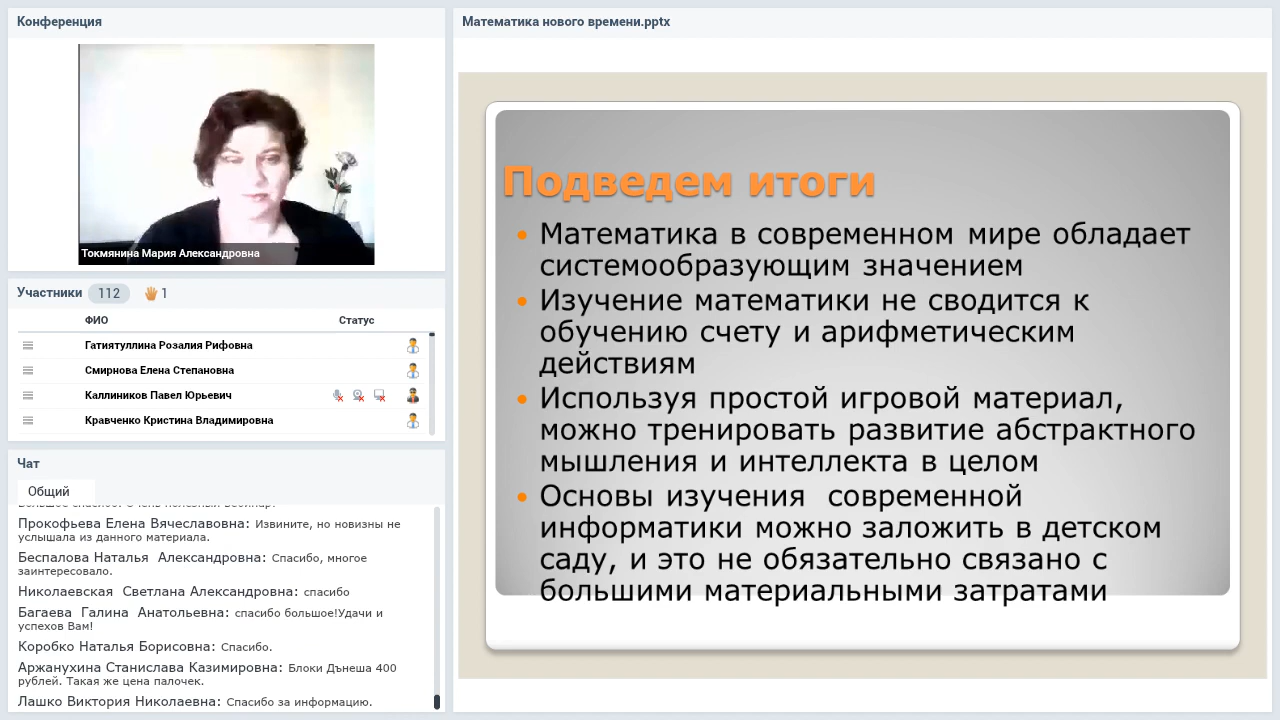 Конференция
Токмянина Мария Александровна
Участники 112 1
ФИО Статус
Гатиятуллина Розалия Рифовна
Смирнова Елена Степановна
Каллиников Павел Юрьевич
Кравченко Кристина Владимировна
Чат
Общий
Прокофьева Елена Вячеславовна: Извините, но новизны не
услышала из данного материала.
Беспалова Наталья Александровна: Спасибо, многое
заинтересовало.
Николаевская Светлана Александровна: спасибо
Багаева Галина Анатольевна: спасибо большое!Удачи и
успехов Вам!
Коробко Наталья Борисовна: Спасибо.
Аржанухина Станислава Казимировна: Блоки Дънеша 400
рублей. Такая же цена палочек.
Лашко Виктория Николаевна: Спасибо за информацию.
Математика нового времени.pptx
Подведем итоги
• Математика в современном мире обладает
системообразующим значением
• Изучение математики не сводится к
обучению счету и арифметическим
действиям
• Используя простой игровой материал,
можно тренировать развитие абстрактного
мышления и интеллекта в целом
• Основы изучения современной
информатики можно заложить в детском
саду, и это не обязательно связано с
большими материальными затратами